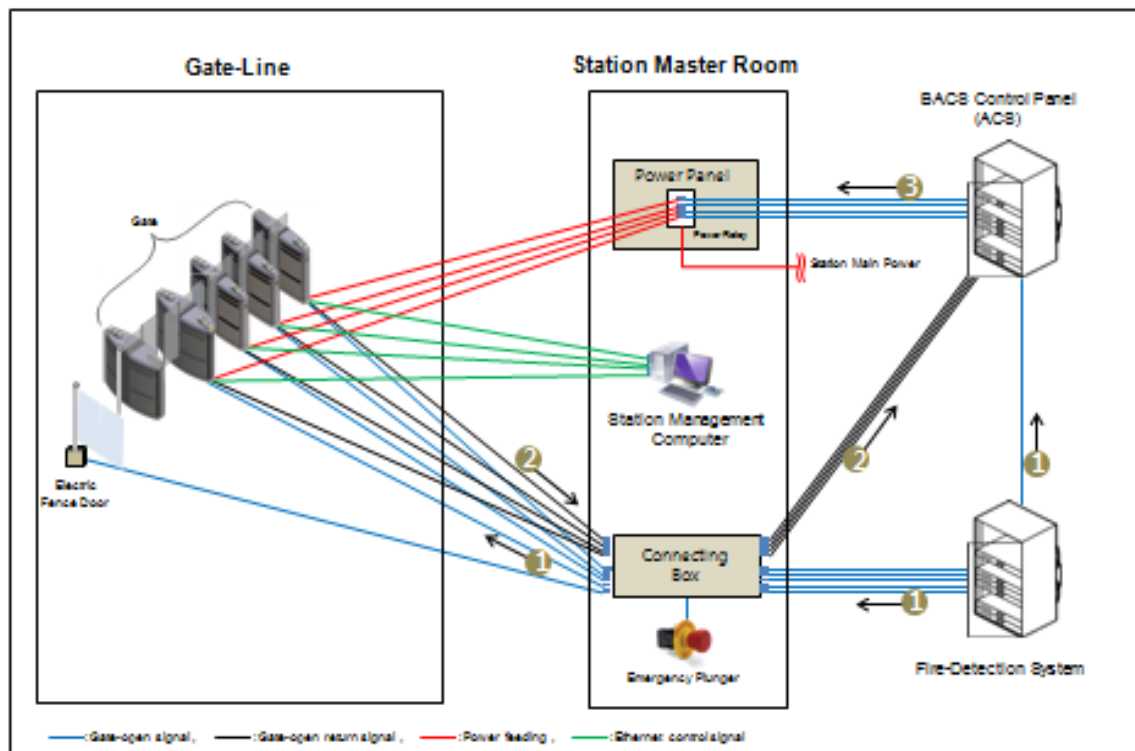 Gate-Line
Station Master Room
BACS Control Panel
(ACS)
Gate
Power Panel
3
Power Relay
Station Main Power
Station Management
Computer
2
2
1
Electric
Fence Door
1
Connecting
Box
1
Emergency Plunger
Fire-Detection System
: Gate-open signal ,
: Gate-open return signal ,
: Power feeding ,
: Ethernet control signal